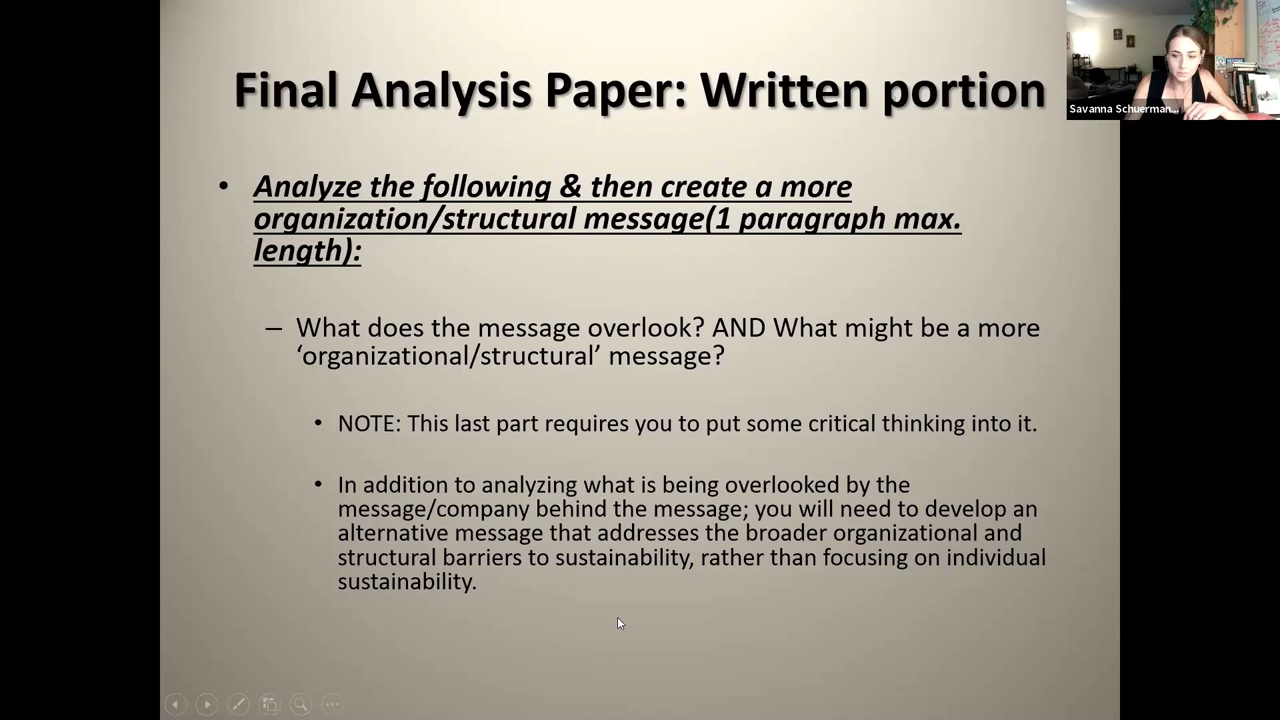 Final Analysis Paper: Written portion
Savanna Schuerman...
• Analyze the following & then create a more
organization/structural message(1 paragraph max.
length):
– What does the message overlook? AND What might be a more
‘organizational/structural’ message?
• NOTE: This last part requires you to put some critical thinking into it.
• In addition to analyzing what is being overlooked by the
message/company behind the message; you will need to develop an
alternative message that addresses the broader organizational and
structural barriers to sustainability, rather than focusing on individual
sustainability.